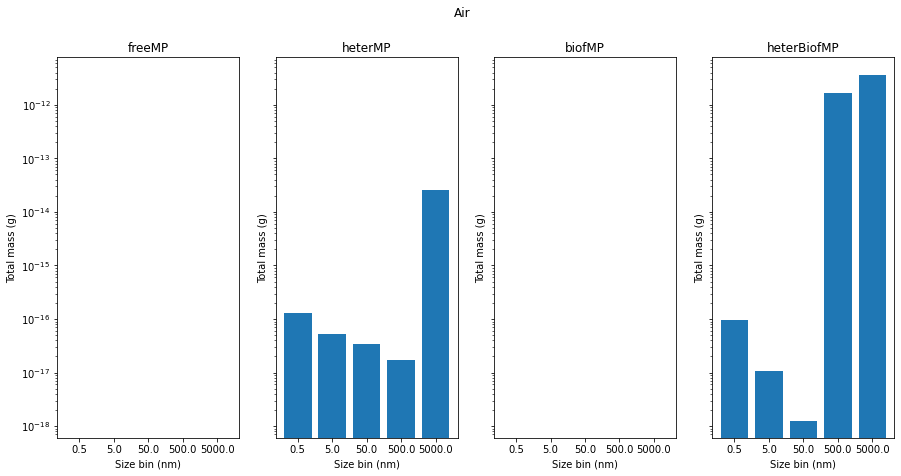 Air
freeMP
heterMP
biofMP
heterBiofMP
Total mass (g)
10⁻¹²
10⁻¹³
10⁻¹⁴
10⁻¹⁵
10⁻¹⁶
10⁻¹⁷
10⁻¹⁸
0.5 5.0 50.0 500.0 5000.0
Size bin (nm)
Total mass (g)
0.5 5.0 50.0 500.0 5000.0
Size bin (nm)
Total mass (g)
0.5 5.0 50.0 500.0 5000.0
Size bin (nm)
Total mass (g)
0.5 5.0 50.0 500.0 5000.0
Size bin (nm)